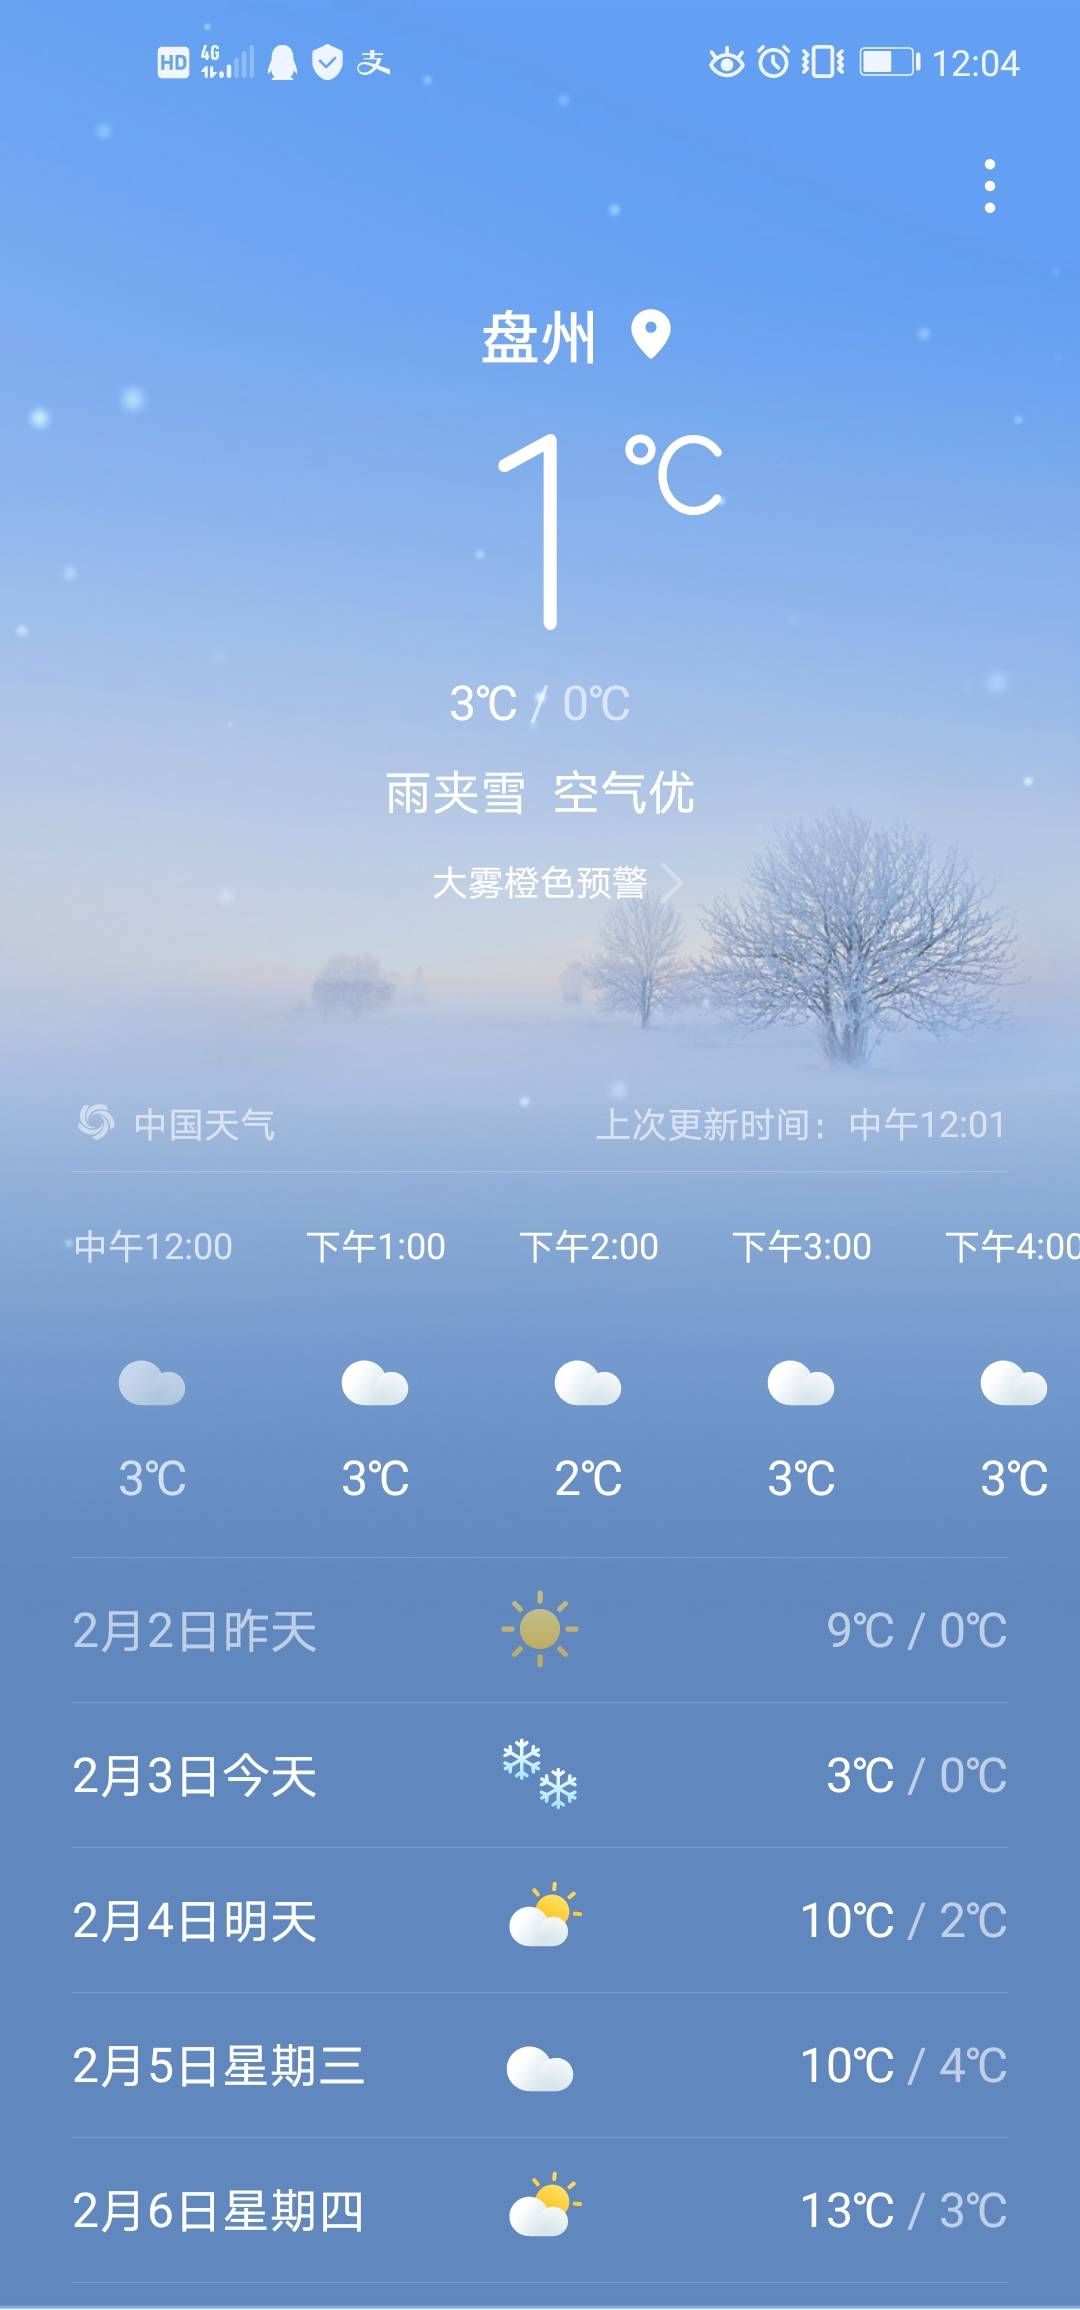 HD 4G 支 12:04
盘州
1℃
3℃ / 0℃
雨夹雪 空气优
大雾橙色预警
中国天气 上次更新时间：中午12:01
中午12:00 下午1:00 下午2:00 下午3:00 下午4:00
3℃ 3℃ 2℃ 3℃ 3℃
2月2日昨天 9℃ / 0℃
2月3日今天 3℃ / 0℃
2月4日明天 10℃ / 2℃
2月5日星期三 10℃ / 4℃
2月6日星期四 13℃ / 3℃